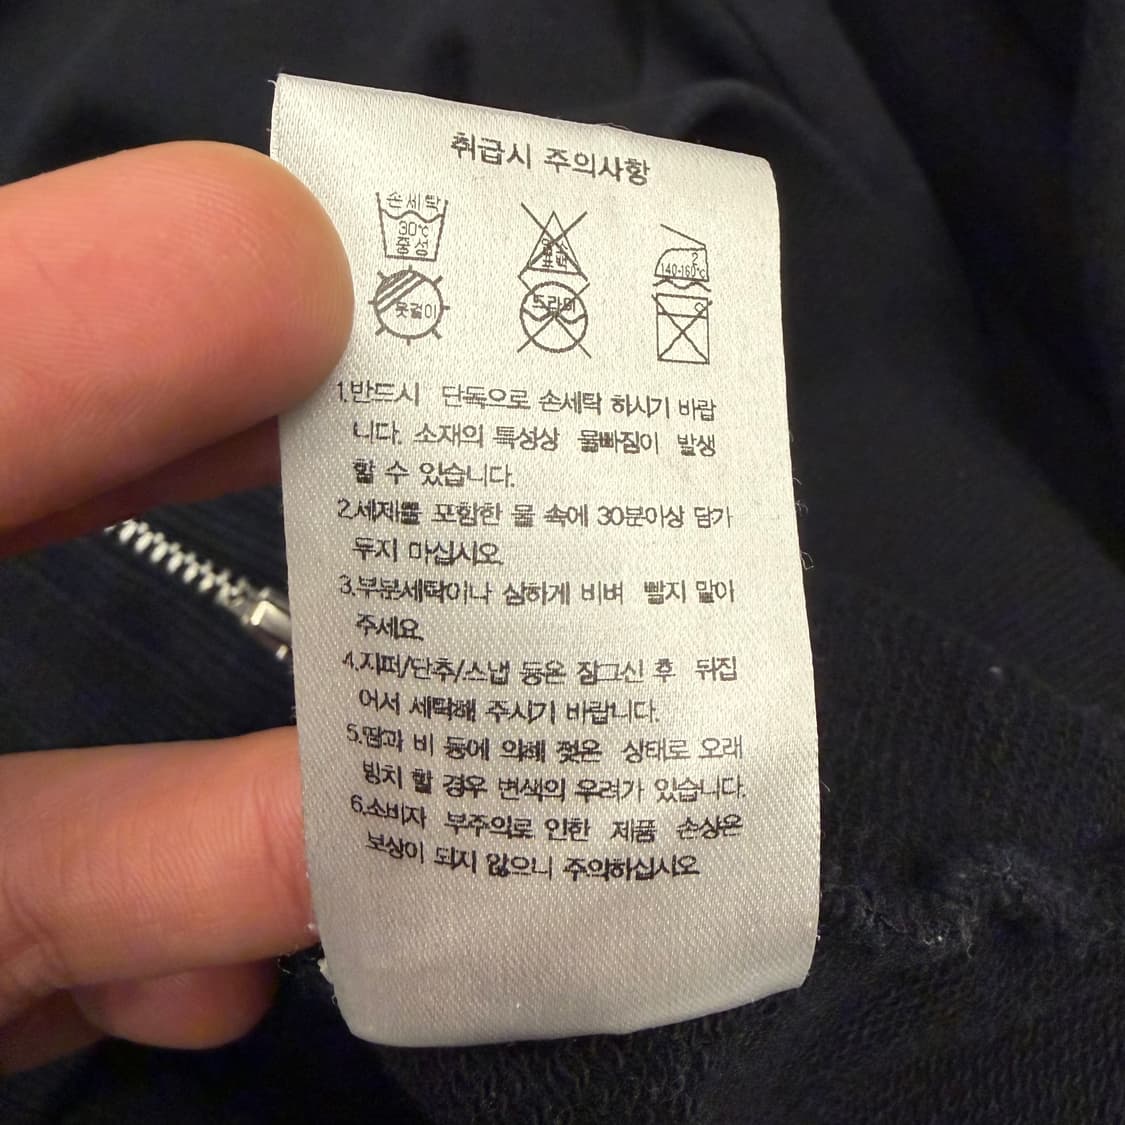 취급시 주의사항
손세탁
30℃
중성
염소
표백
2
140-160℃
옷걸이
드라이
1.반드시 단독으로 손세탁 하시기 바랍
니다. 소재의 특성상 물빠짐이 발생
할 수 있습니다.
2.세제를 포함한 물 속에 30분이상 담가
두지 마십시오.
3.부분세탁이나 심하게 비벼 빨지 말아
주세요.
4.지퍼/단추/스냅 등은 잠그신 후 뒤집
어서 세탁해 주시기 바랍니다.
5.땀과 비 등에 의해 젖은 상태로 오래
방치 할 경우 변색의 우려가 있습니다.
6.소비자 부주의로 인한 제품 손상은
보상이 되지 않으니 주의하십시오